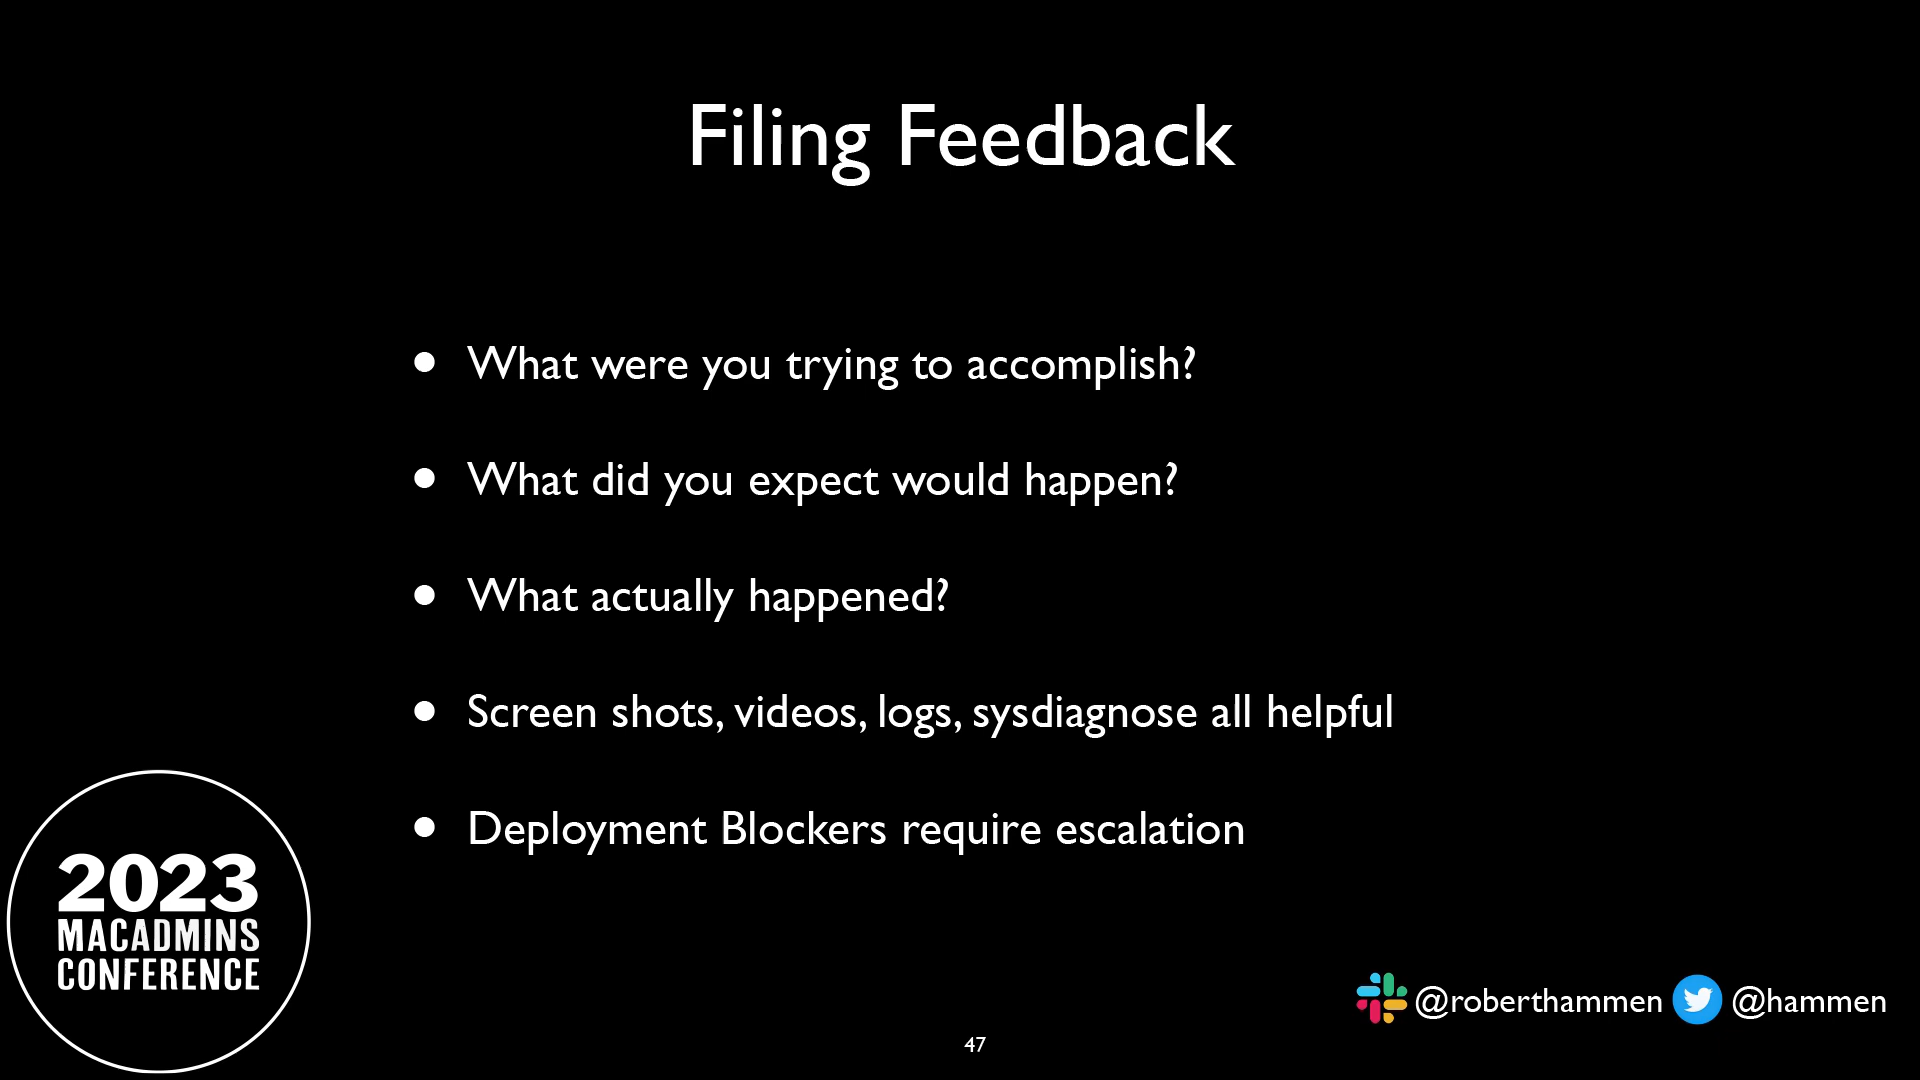 Filing Feedback
• What were you trying to accomplish?
• What did you expect would happen?
• What actually happened?
• Screen shots, videos, logs, sysdiagnose all helpful
• Deployment Blockers require escalation
2023
MACADMINS
CONFERENCE
@roberthammen @hammen
47